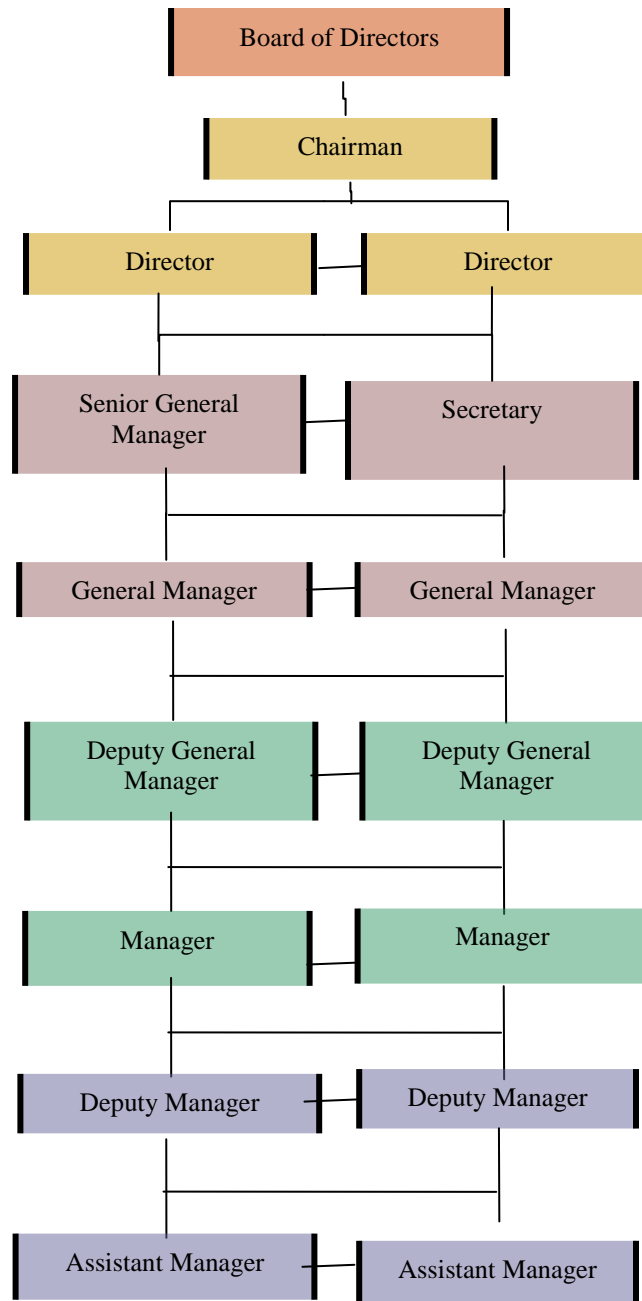 Board of Directors
Chairman
Director
Director
Senior General
Manager
Secretary
General Manager
General Manager
Deputy General
Manager
Deputy General
Manager
Manager
Manager
Deputy Manager
Deputy Manager
Assistant Manager
Assistant Manager